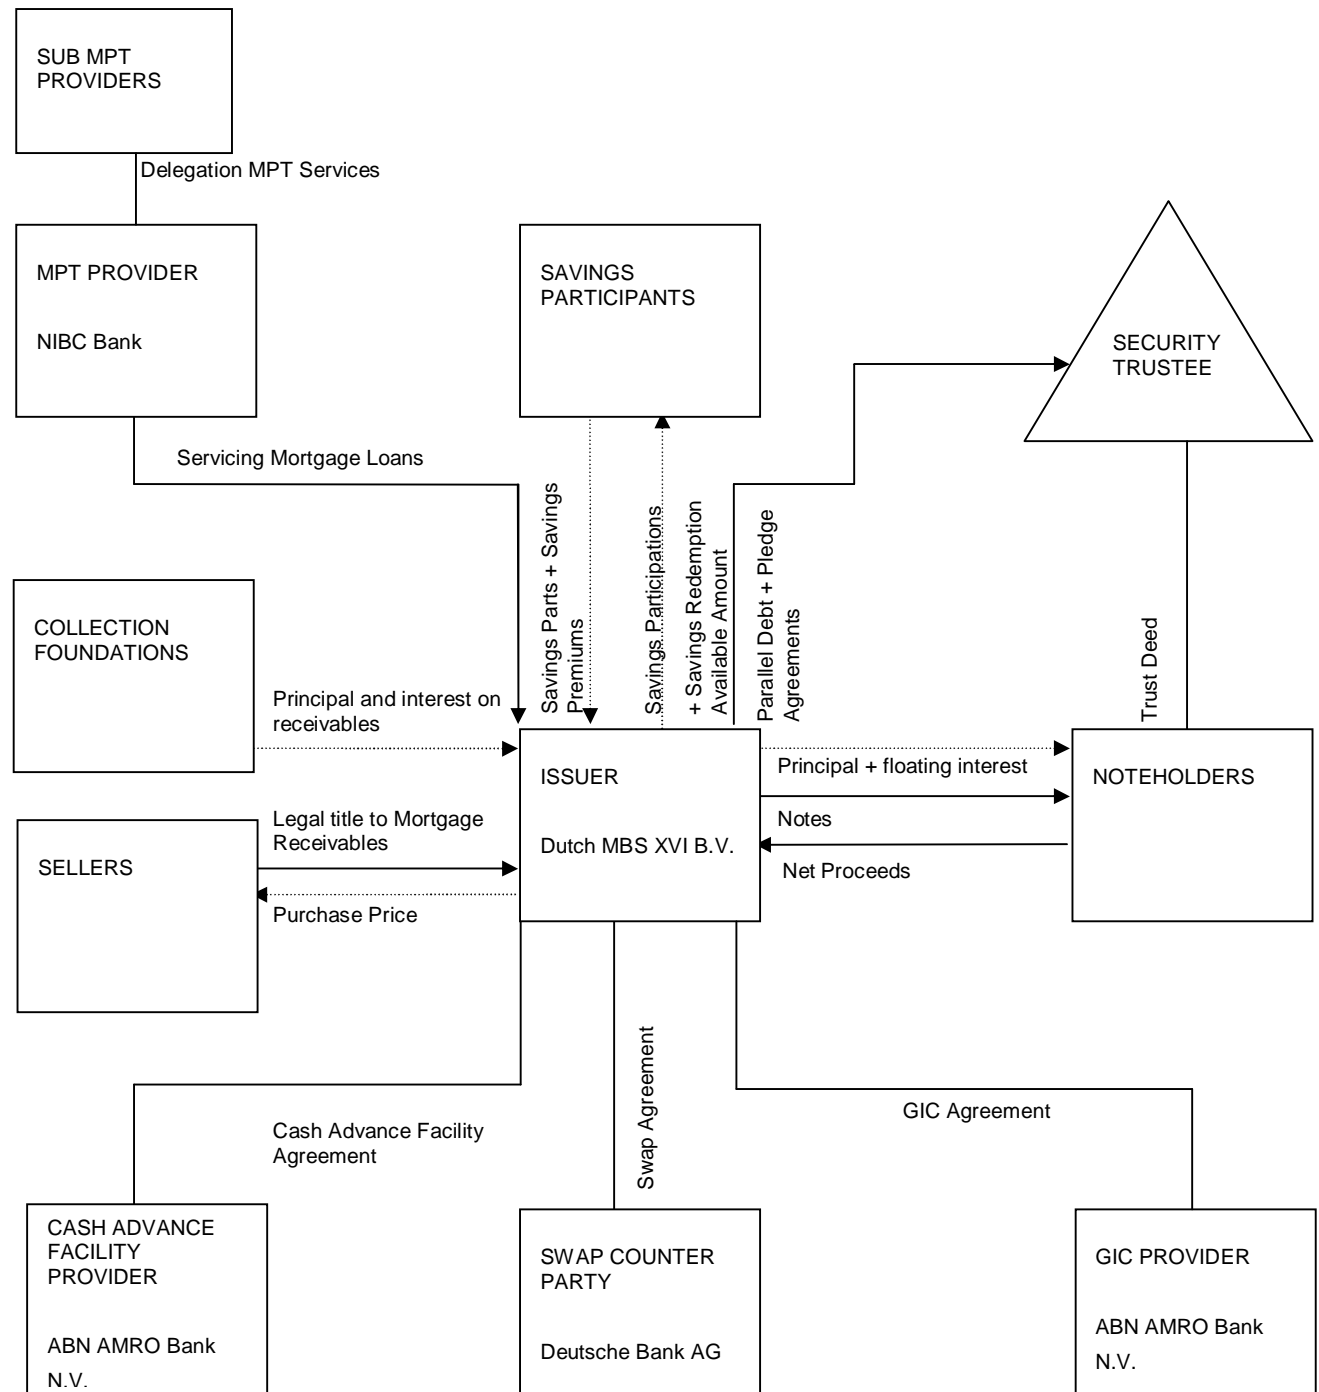 SUB MPT
PROVIDERS
Delegation MPT Services
MPT PROVIDER
NIBC Bank
SAVINGS
PARTICIPANTS
SECURITY
TRUSTEE
Servicing Mortgage Loans
Savings Parts + Savings
Premiums
Savings Participations
+ Savings Redemption
Available Amount
Parallel Debt + Pledge
Agreements
Trust Deed
COLLECTION
FOUNDATIONS
Principal and interest on
receivables
ISSUER
Dutch MBS XVI B.V.
Principal + floating interest
Notes
Net Proceeds
NOTEHOLDERS
SELLERS
Legal title to Mortgage
Receivables
Purchase Price
Cash Advance Facility
Agreement
Swap Agreement
GIC Agreement
CASH ADVANCE
FACILITY
PROVIDER
ABN AMRO Bank
N.V.
SWAP COUNTER
PARTY
Deutsche Bank AG
GIC PROVIDER
ABN AMRO Bank
N.V.